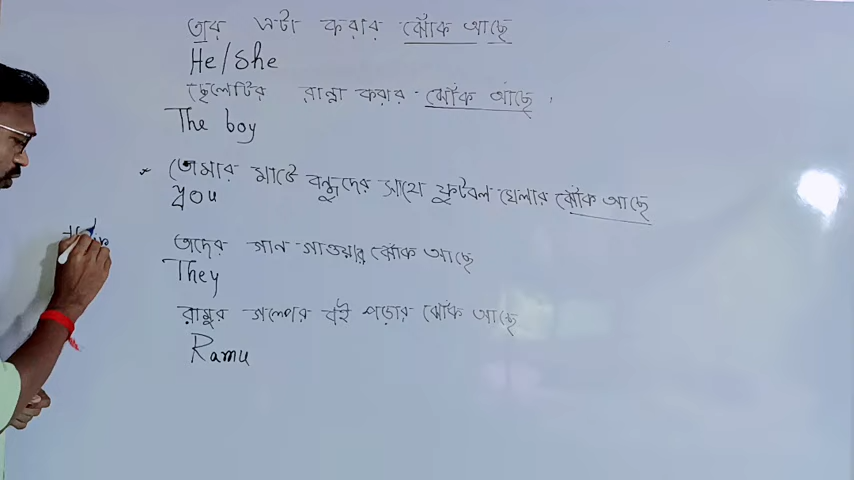 তার এটা করার ঝোঁক আছে
He/She
ছেলেটির রান্না করার ঝোঁক আছে।
The boy
* তোমার মাঠে বন্ধুদের সাথে ফুটবল খেলার ঝোঁক আছে
You
তাদের গান গাওয়ার ঝোঁক আছে
They
রামুর গল্পের বই পড়ার ঝোঁক আছে
Ramu